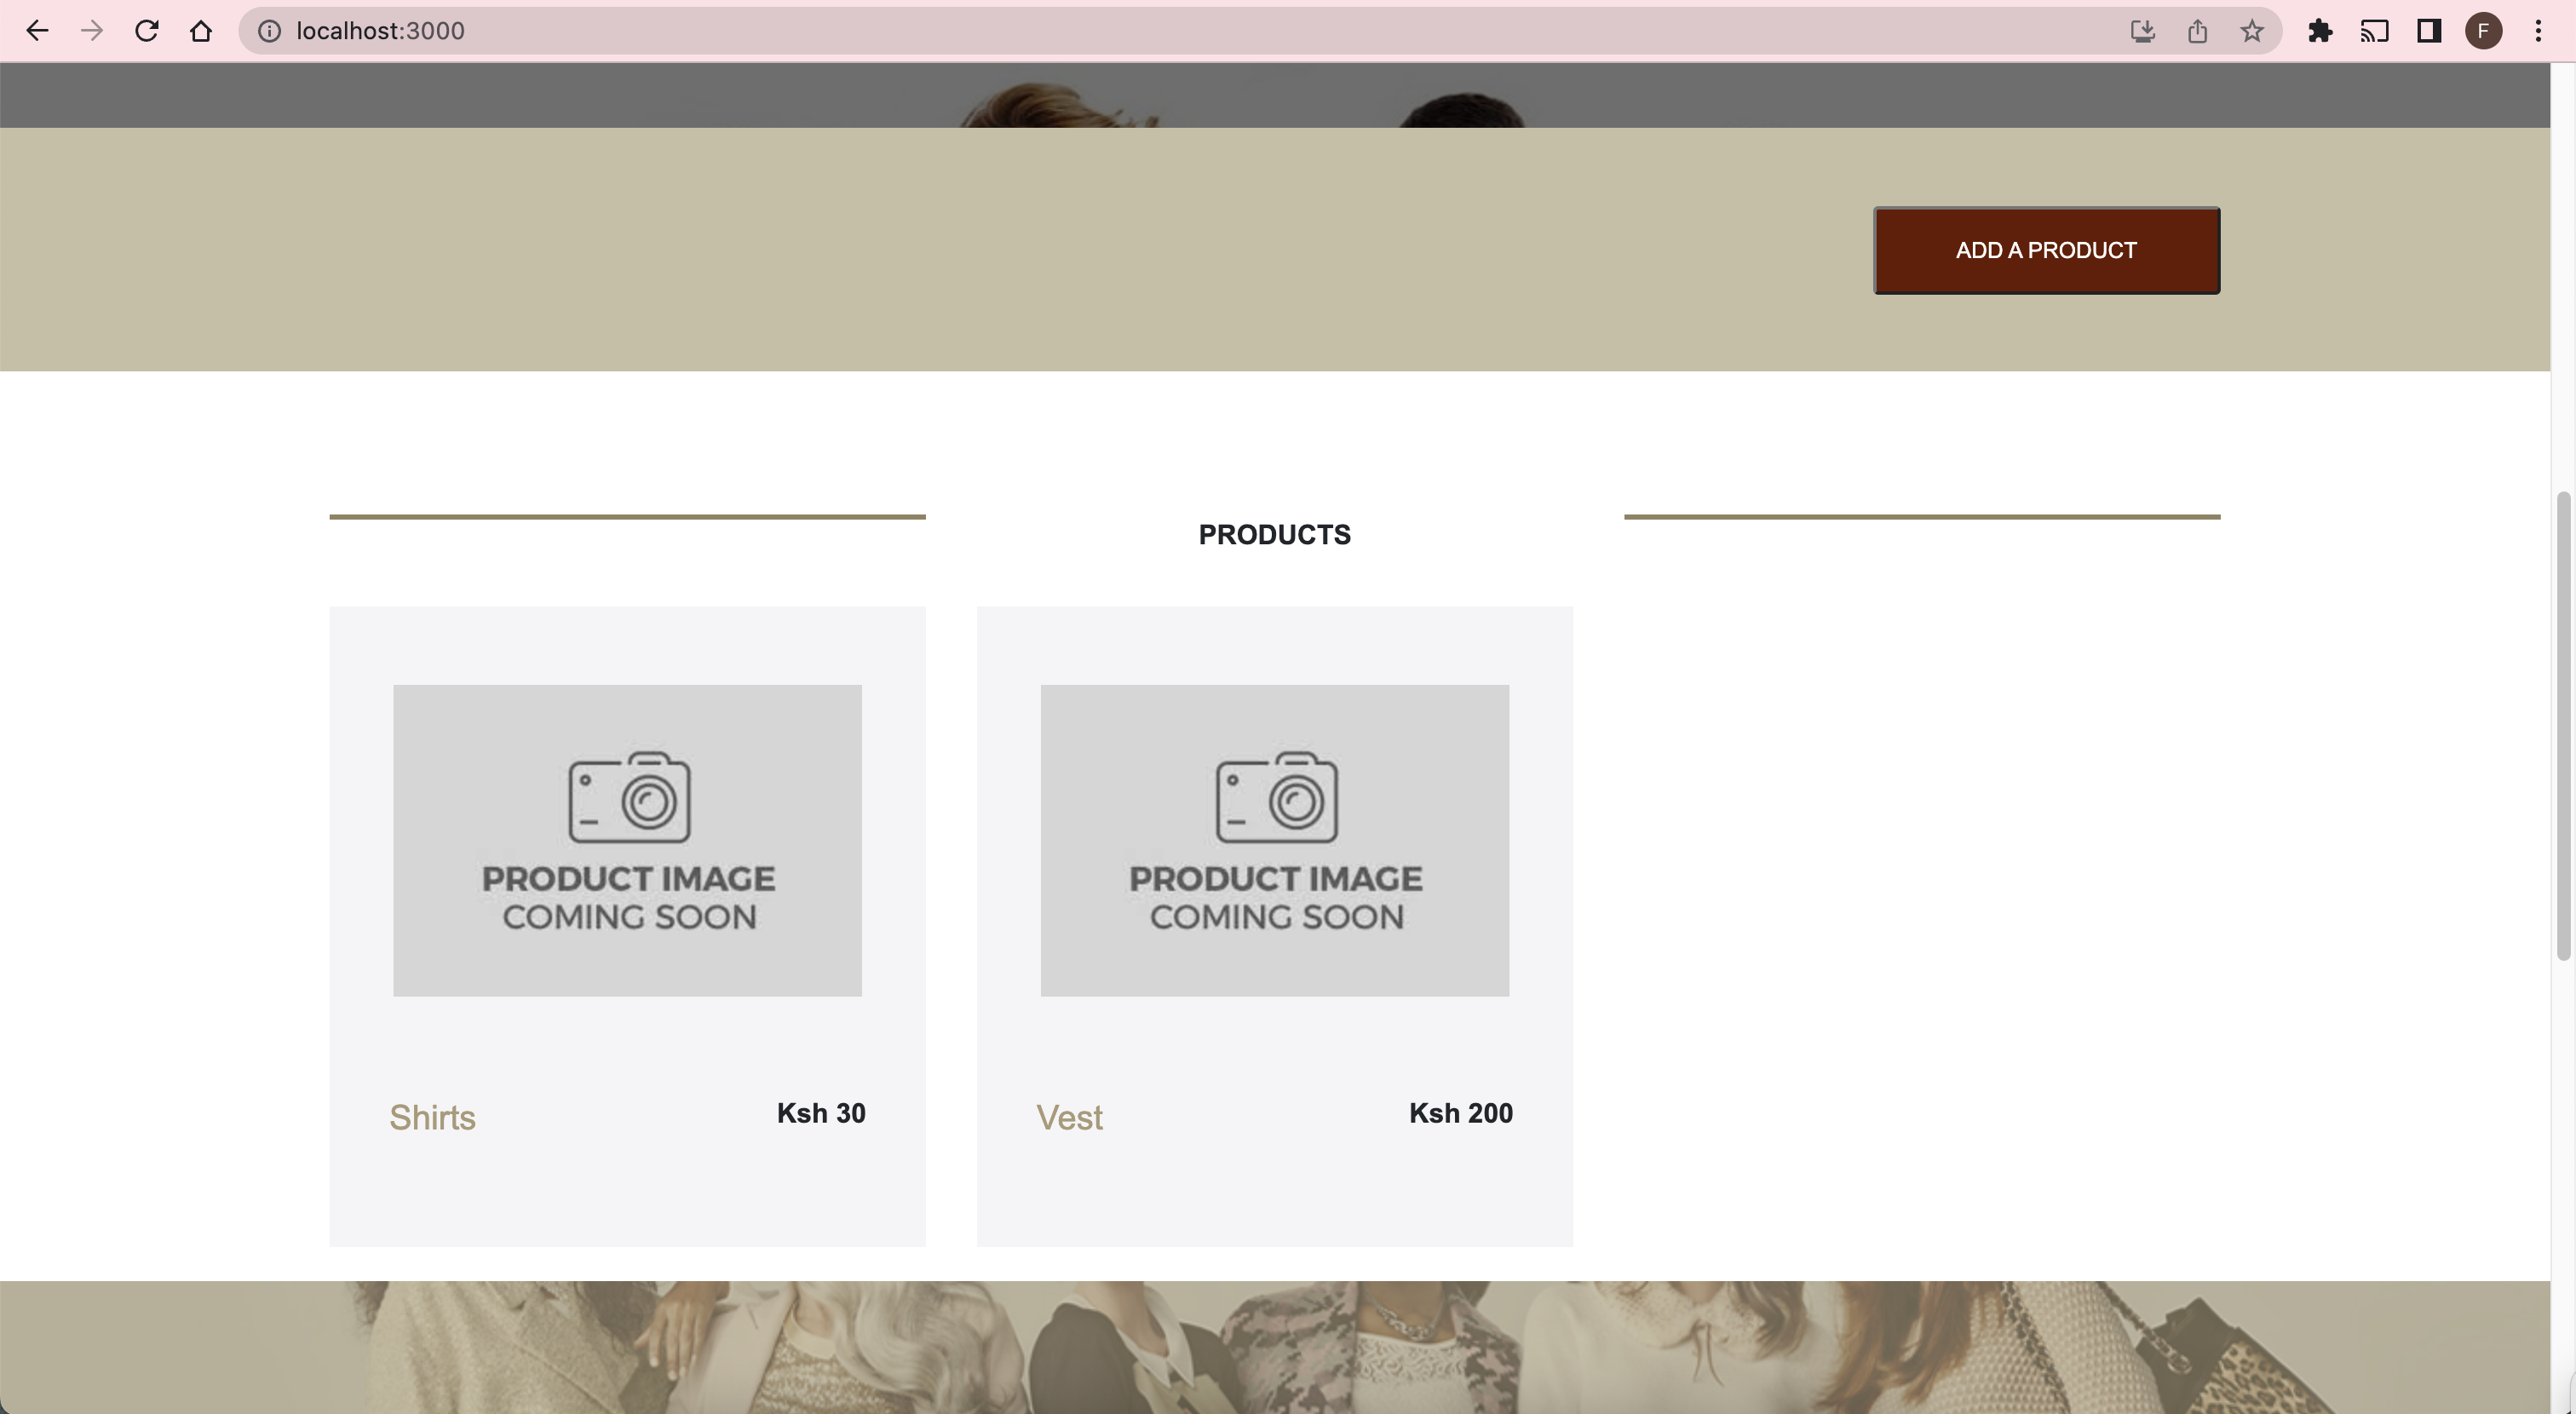 localhost:3000
F
ADD A PRODUCT
PRODUCTS
PRODUCT IMAGE
COMING SOON
Shirts
Ksh 30
PRODUCT IMAGE
COMING SOON
Vest
Ksh 200